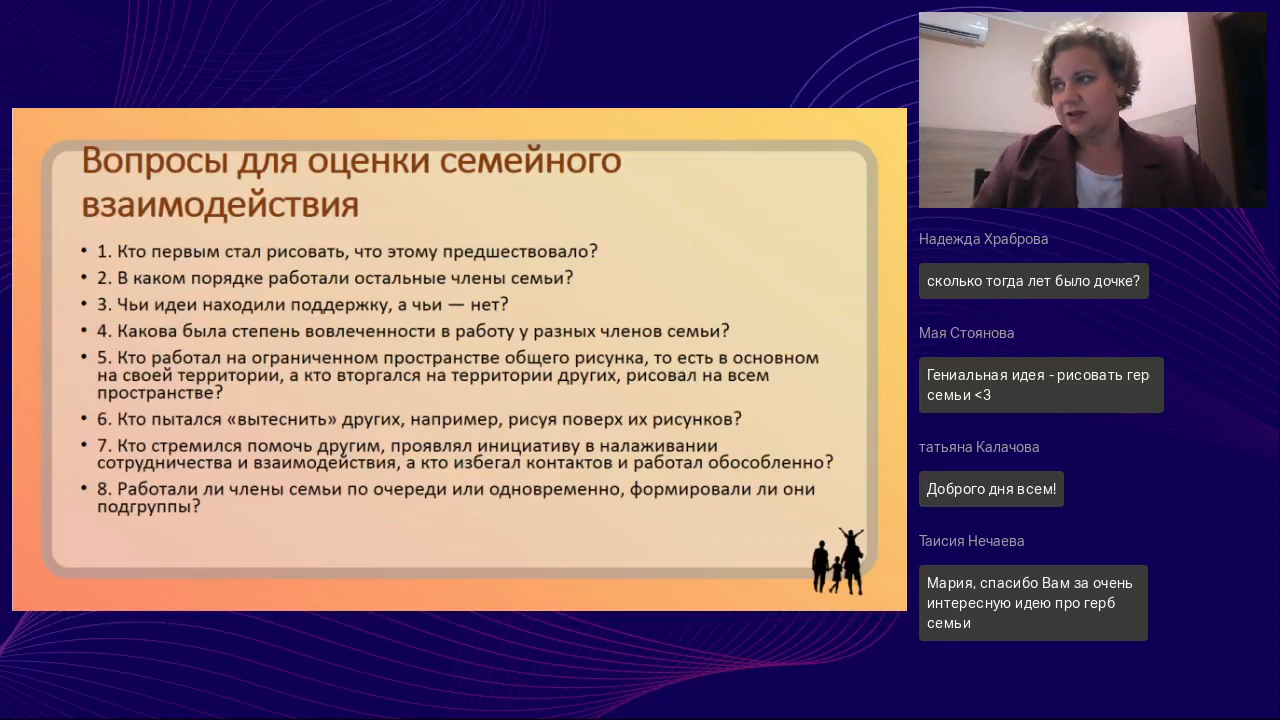 Вопросы для оценки семейного
взаимодействия
• 1. Кто первым стал рисовать, что этому предшествовало?
• 2. В каком порядке работали остальные члены семьи?
• 3. Чьи идеи находили поддержку, а чьи — нет?
• 4. Какова была степень вовлеченности в работу у разных членов семьи?
• 5. Кто работал на ограниченном пространстве общего рисунка, то есть в основном
на своей территории, а кто вторгался на территории других, рисовал на всем
пространстве?
• 6. Кто пытался «вытеснить» других, например, рисуя поверх их рисунков?
• 7. Кто стремился помочь другим, проявлял инициативу в налаживании
сотрудничества и взаимодействия, а кто избегал контактов и работал обособленно?
• 8. Работали ли члены семьи по очереди или одновременно, формировали ли они
подгруппы?
Надежда Храброва
сколько тогда лет было дочке?
Мая Стоянова
Гениальная идея - рисовать гер
семьи <3
татьяна Калачова
Доброго дня всем!
Таисия Нечаева
Мария, спасибо Вам за очень
интересную идею про герб
семьи